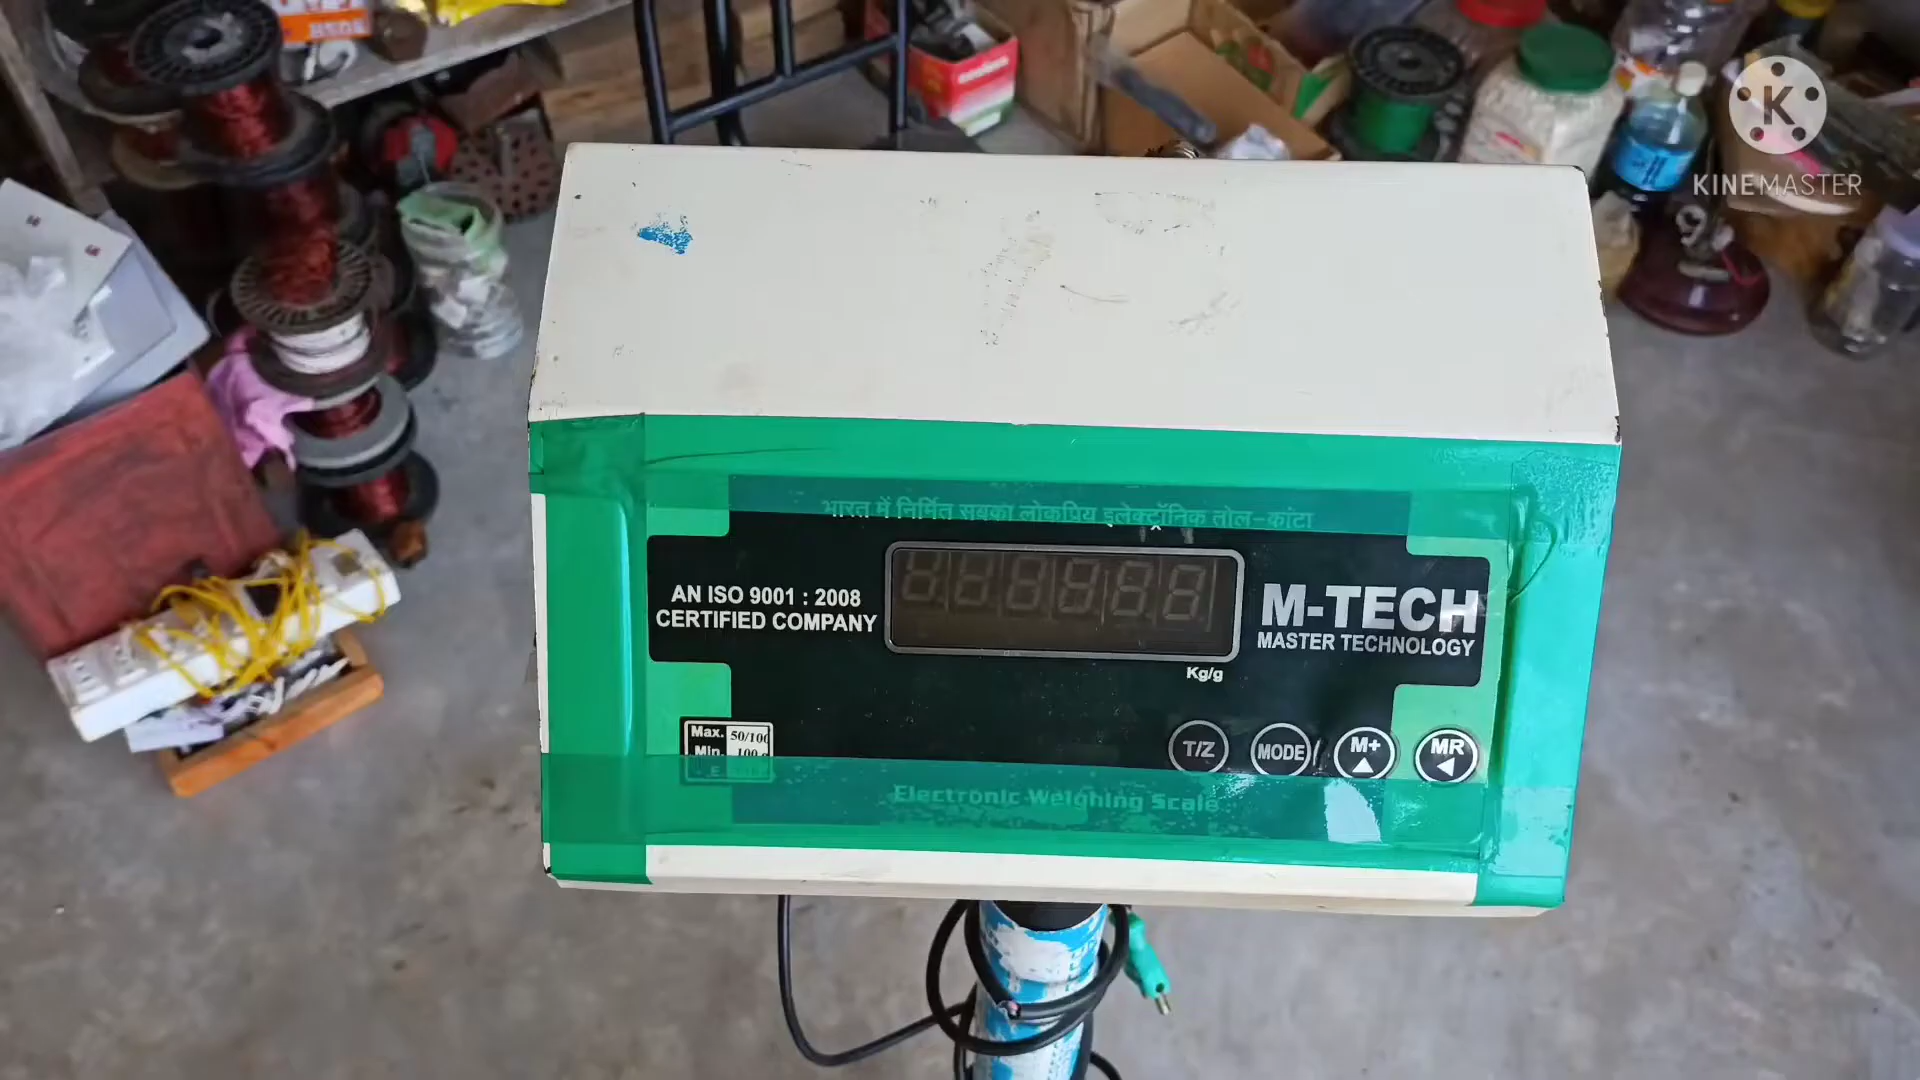 K
KINEMASTER
भारत में निर्मित सबका लोकप्रिय इलेक्ट्रॉनिक तोल-कांटा
AN ISO 9001 : 2008
CERTIFIED COMPANY
M-TECH
MASTER TECHNOLOGY
Kg/g
Max. 50/100
Min. 100
E
T/Z
MODE
M+
MR
Electronic Weighing Scale